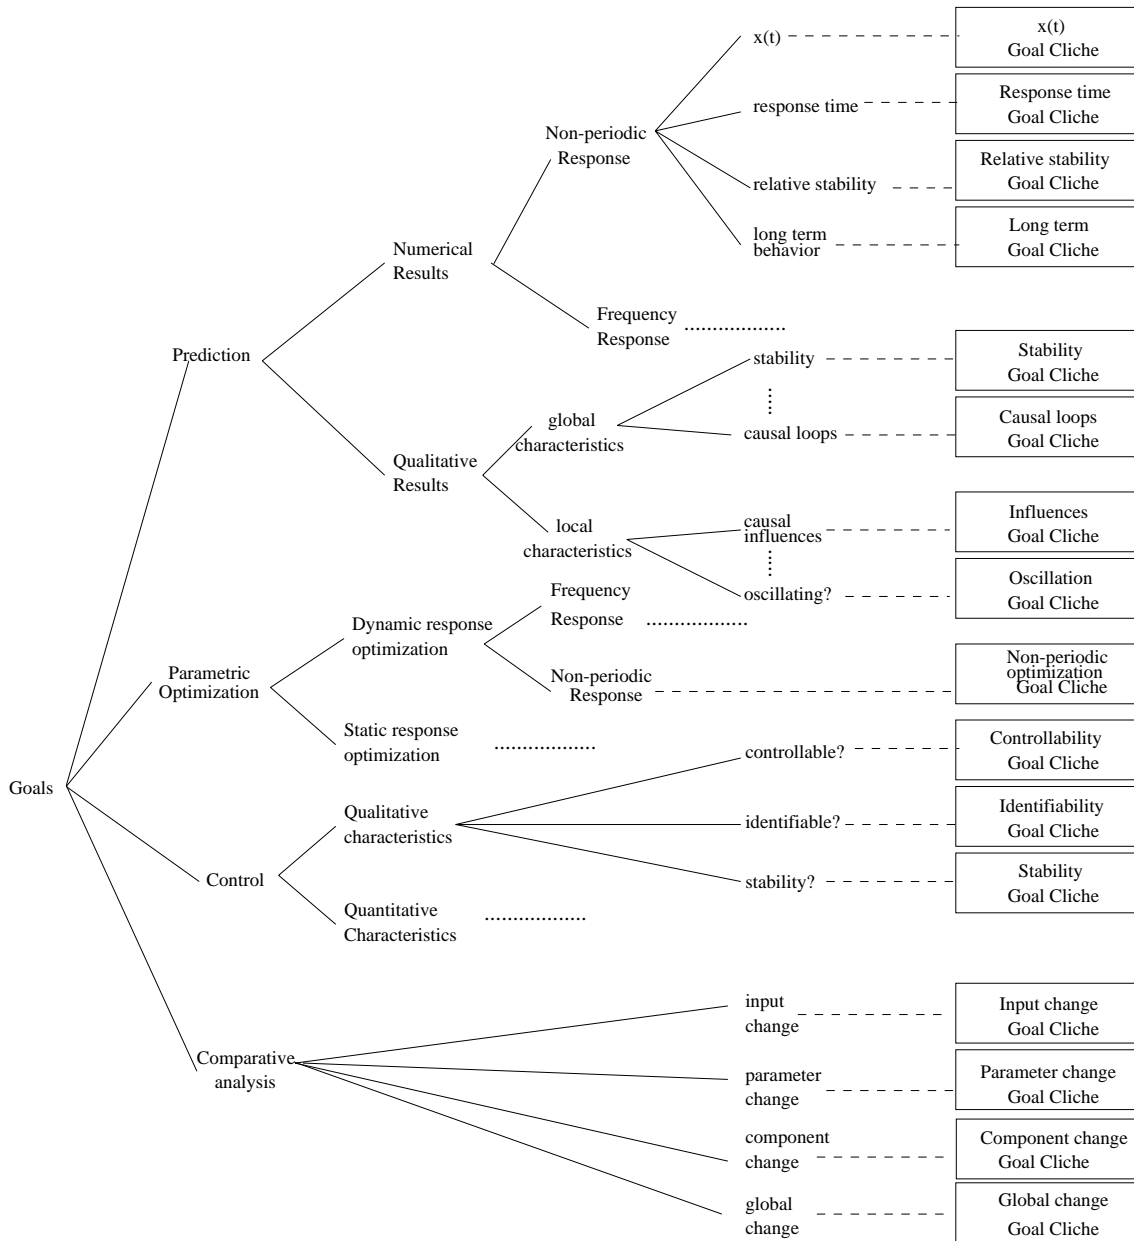 x(t)
x(t)
Goal Cliche
response time
Response time
Goal Cliche
Non-periodic
Response
relative stability
Relative stability
Goal Cliche
long term
behavior
Long term
Goal Cliche
Numerical
Results
Frequency
Response
..................
Prediction
stability
Stability
Goal Cliche
global
characteristics
causal loops
Causal loops
Goal Cliche
Qualitative
Results
local
characteristics
causal
influences
Influences
Goal Cliche
oscillating?
Oscillation
Goal Cliche
Frequency
Response
..................
Dynamic response
optimization
Parametric
Optimization
Non-periodic
Response
Non-periodic
optimization
Goal Cliche
Static response
optimization
..................
controllable?
Controllability
Goal Cliche
Goals
Qualitative
characteristics
identifiable?
Identifiability
Goal Cliche
Control
stability?
Stability
Goal Cliche
Quantitative
Characteristics
..................
input
change
Input change
Goal Cliche
Comparative
analysis
parameter
change
Parameter change
Goal Cliche
component
change
Component change
Goal Cliche
global
change
Global change
Goal Cliche